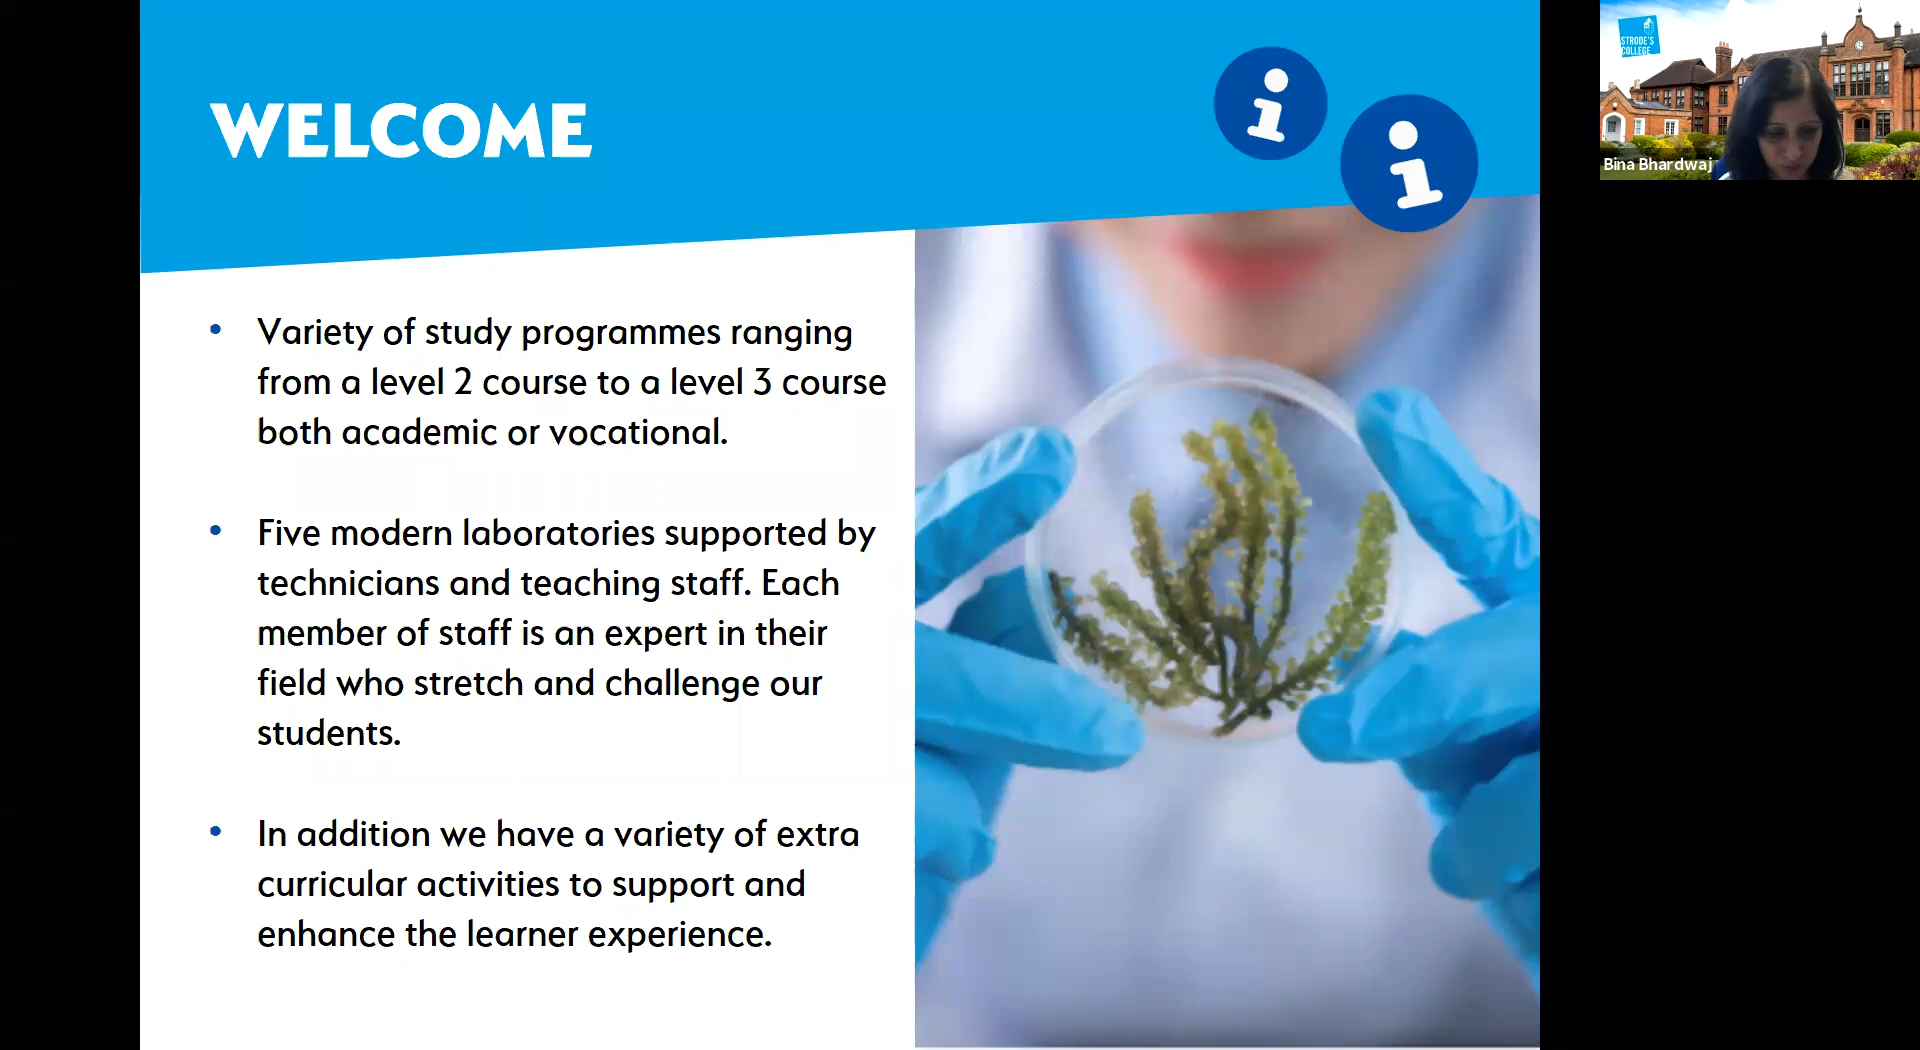 WELCOME
STRODE'S
COLLEGE
Bina Bhardwaj
• Variety of study programmes ranging
from a level 2 course to a level 3 course
both academic or vocational.
• Five modern laboratories supported by
technicians and teaching staff. Each
member of staff is an expert in their
field who stretch and challenge our
students.
• In addition we have a variety of extra
curricular activities to support and
enhance the learner experience.